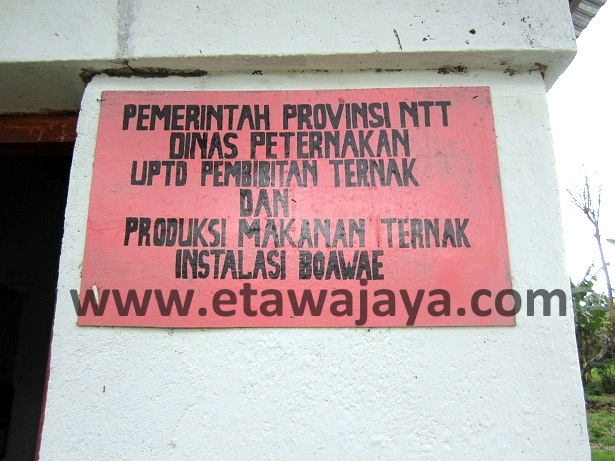 PEMERINTAH PROVINSI NTT
DINAS PETERNAKAN
UPTD PEMBIBITAN TERNAK
DAN
PRODUKSI MAKANAN TERNAK
INSTALASI BOAWAE
www.etawajaya.com